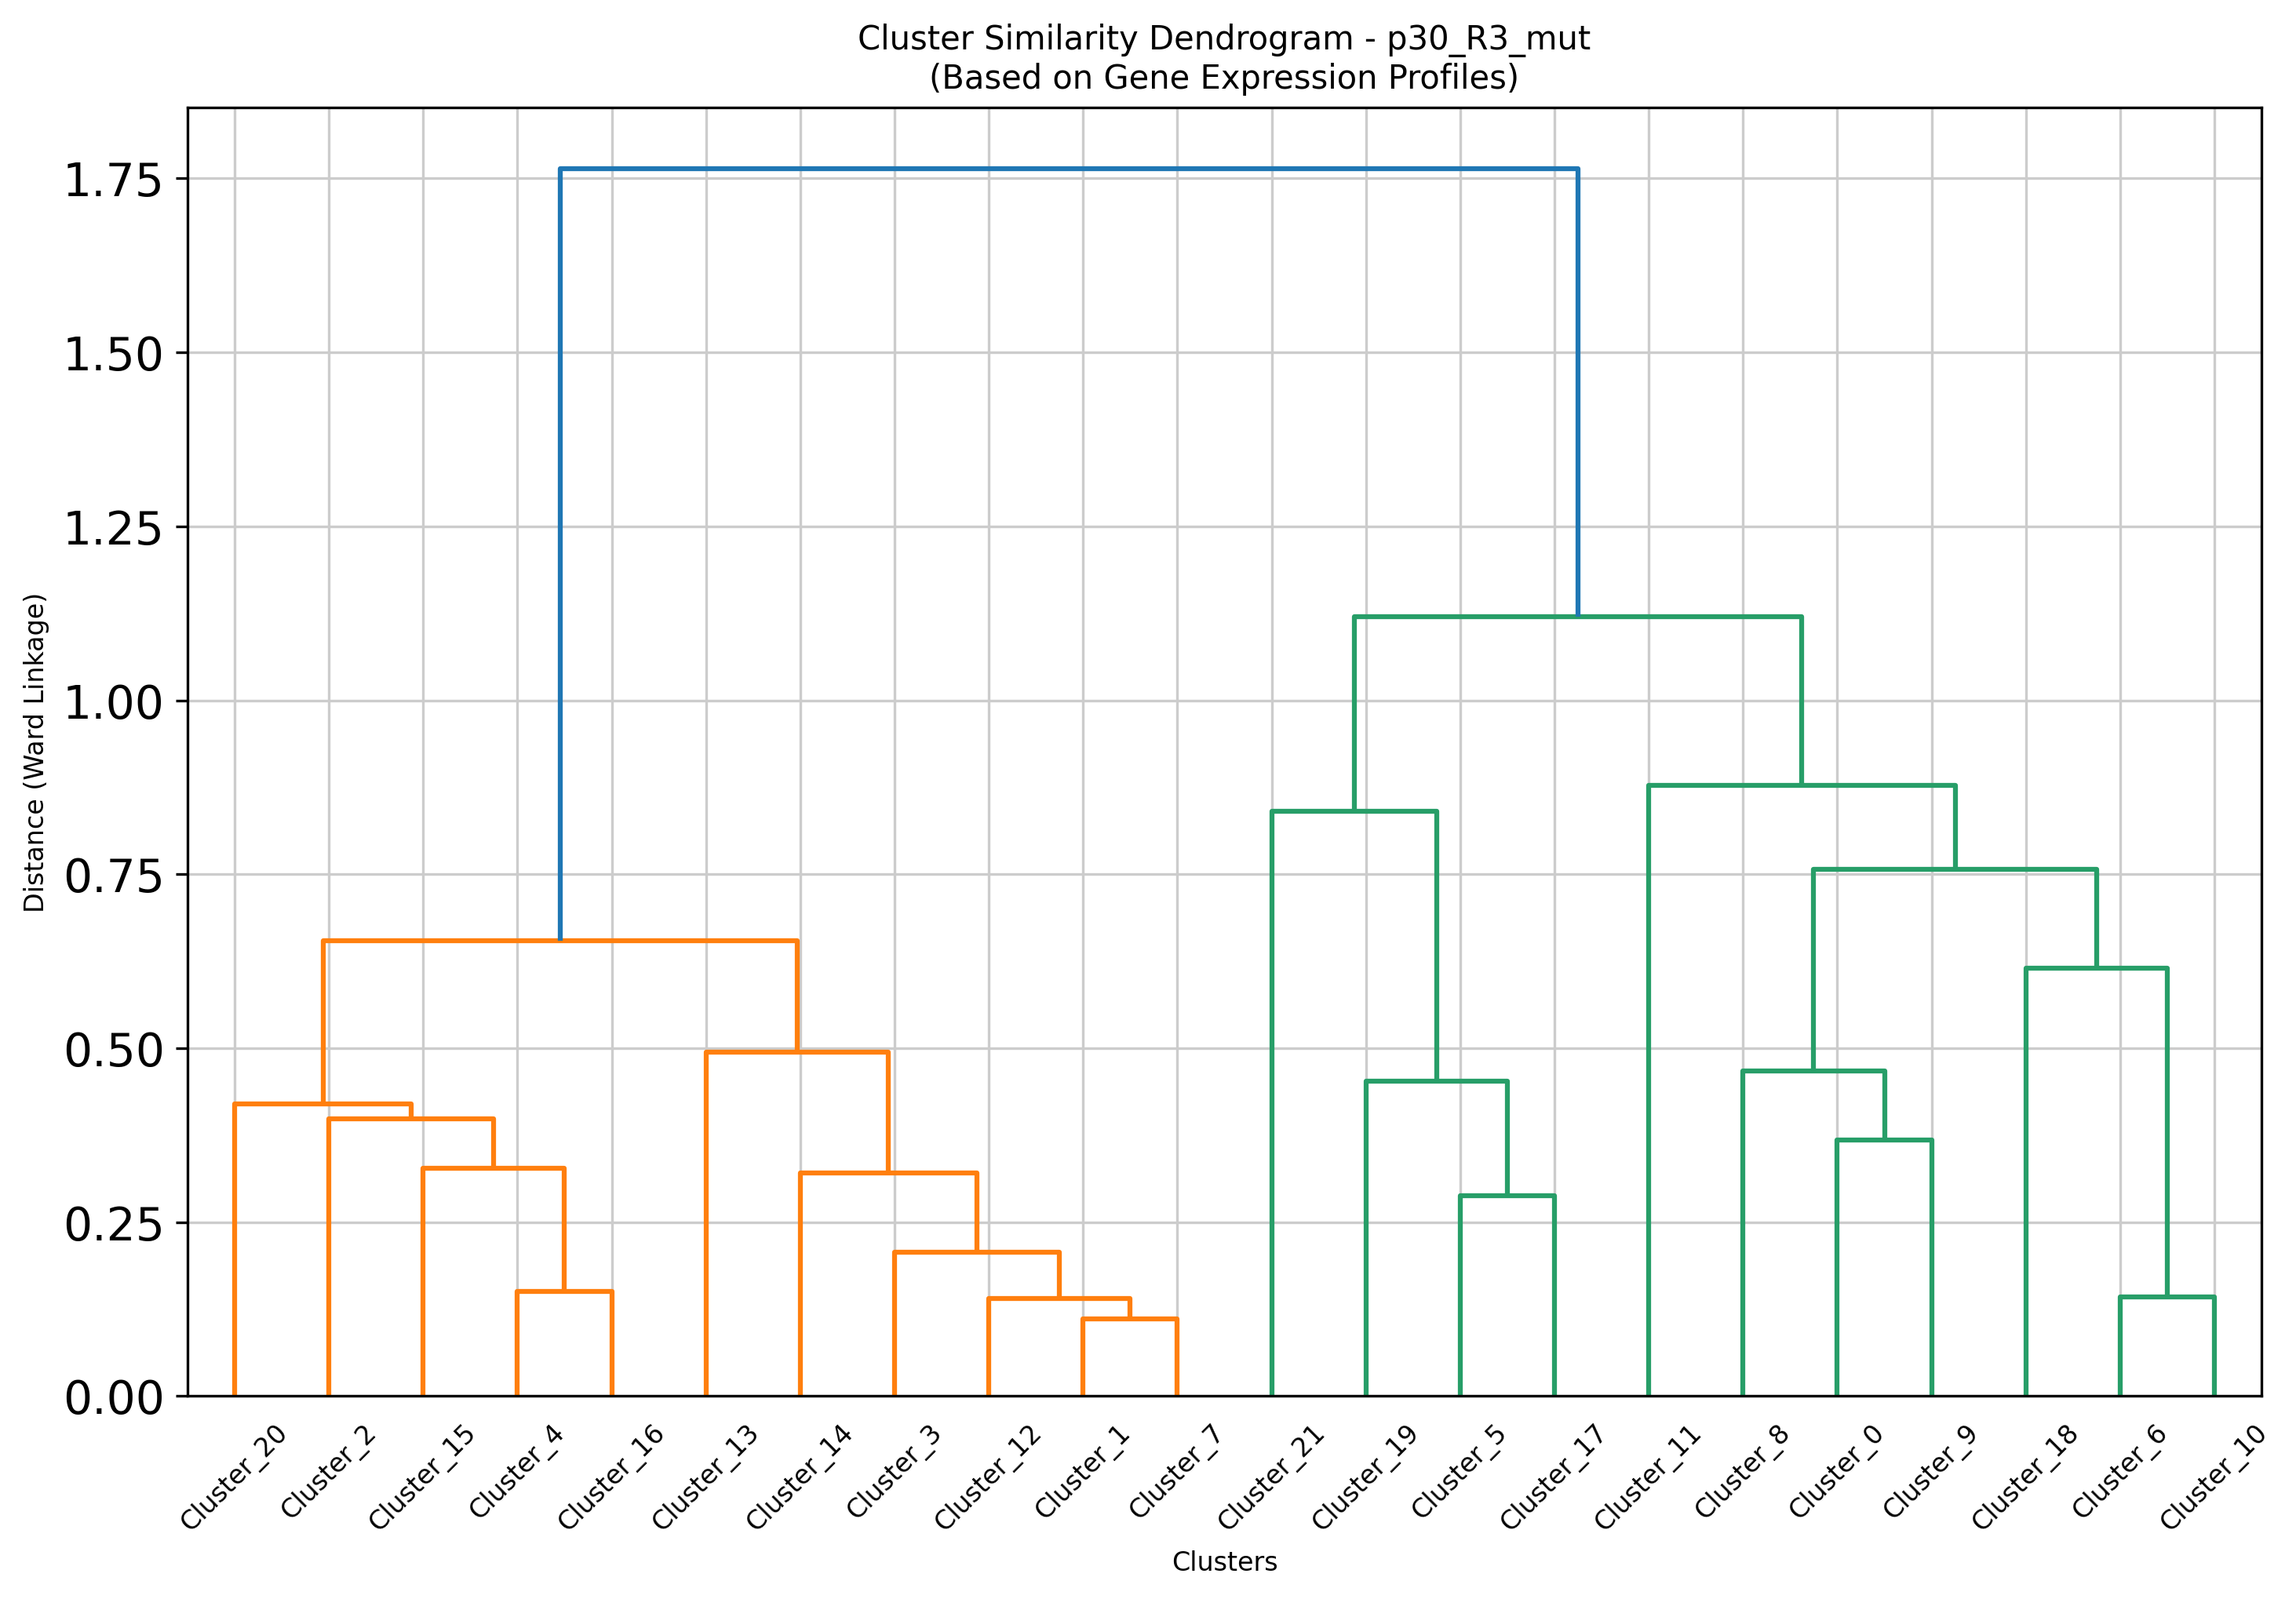 Cluster Similarity Dendrogram - p30_R3_mut
(Based on Gene Expression Profiles)
Distance (Ward Linkage)
1.75
1.50
1.25
1.00
0.75
0.50
0.25
0.00
Cluster_20
Cluster_2
Cluster_15
Cluster_4
Cluster_16
Cluster_13
Cluster_14
Cluster_3
Cluster_12
Cluster_1
Cluster_7
Cluster_21
Cluster_19
Cluster_5
Cluster_17
Cluster_11
Cluster_8
Cluster_0
Cluster_9
Cluster_18
Cluster_6
Cluster_10
Clusters